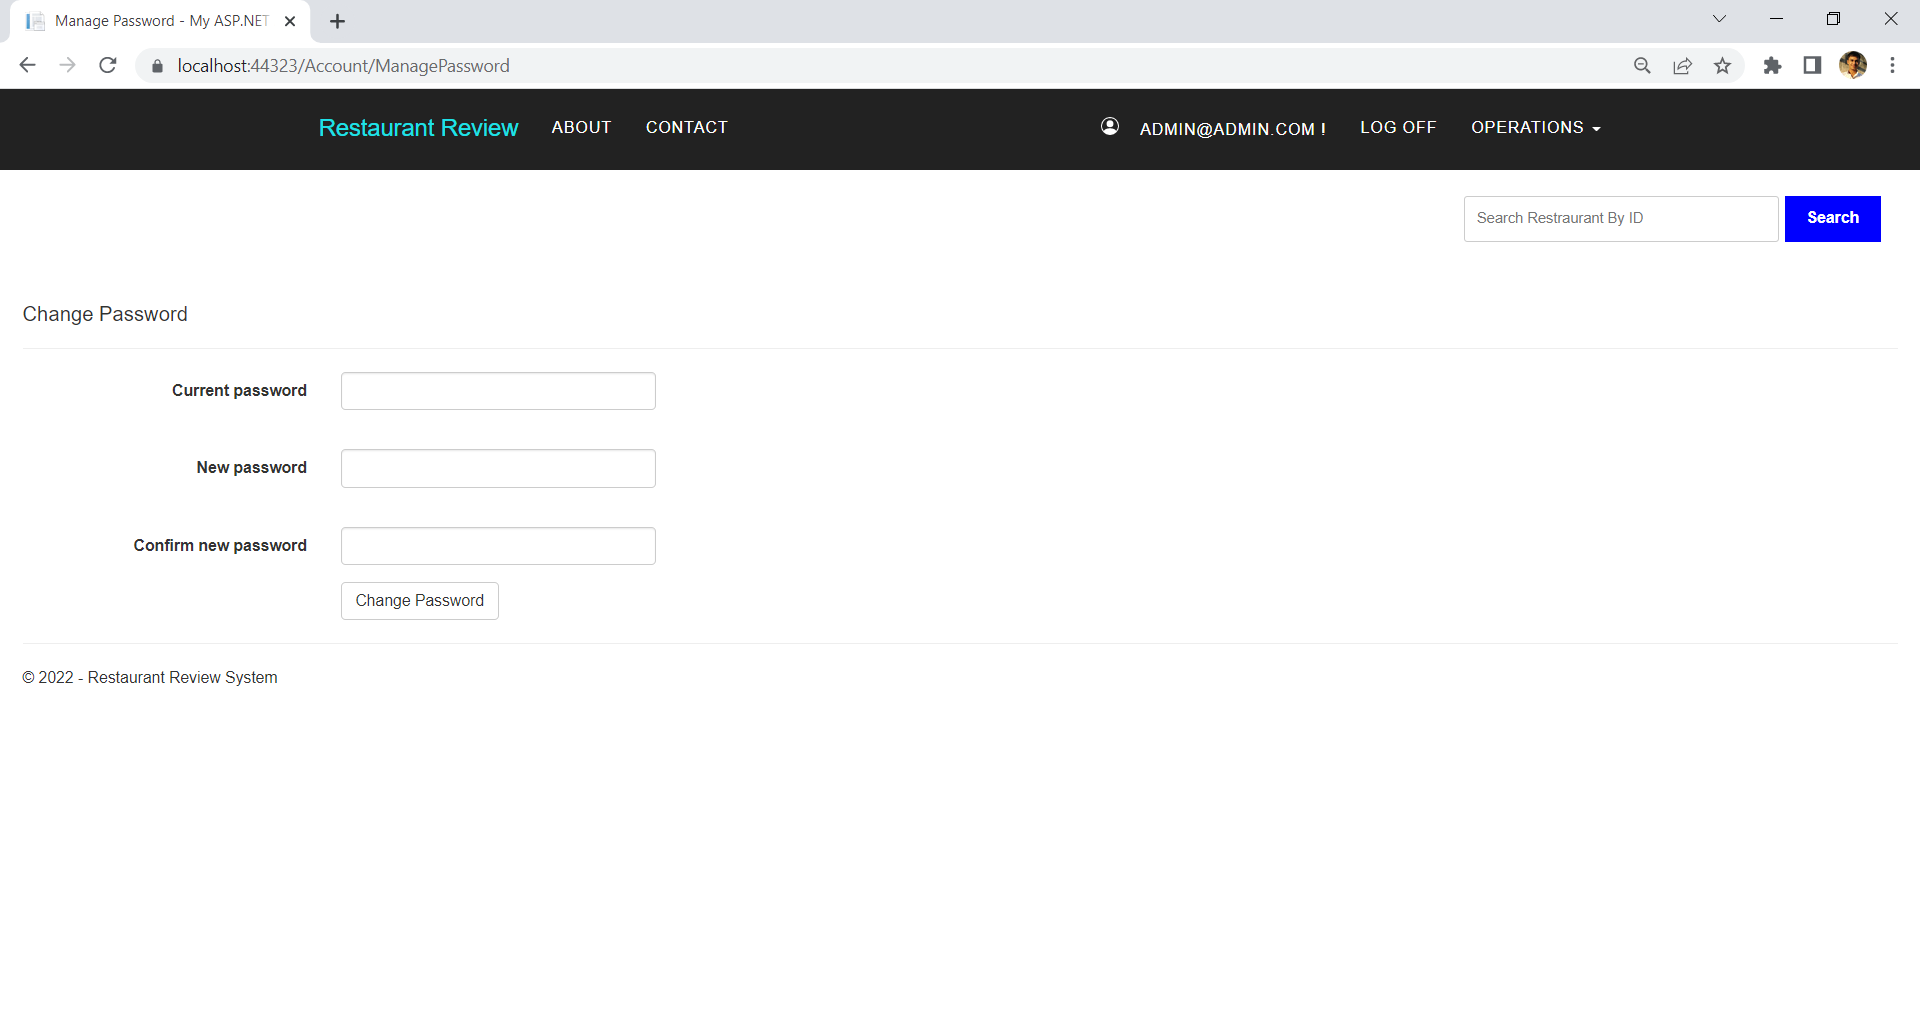 Manage Password - My ASP.NET
localhost:44323/Account/ManagePassword
Restaurant Review ABOUT CONTACT ADMIN@ADMIN.COM ! LOG OFF OPERATIONS
Search Restraurant By ID Search
Change Password
Current password
New password
Confirm new password
Change Password
© 2022 - Restaurant Review System